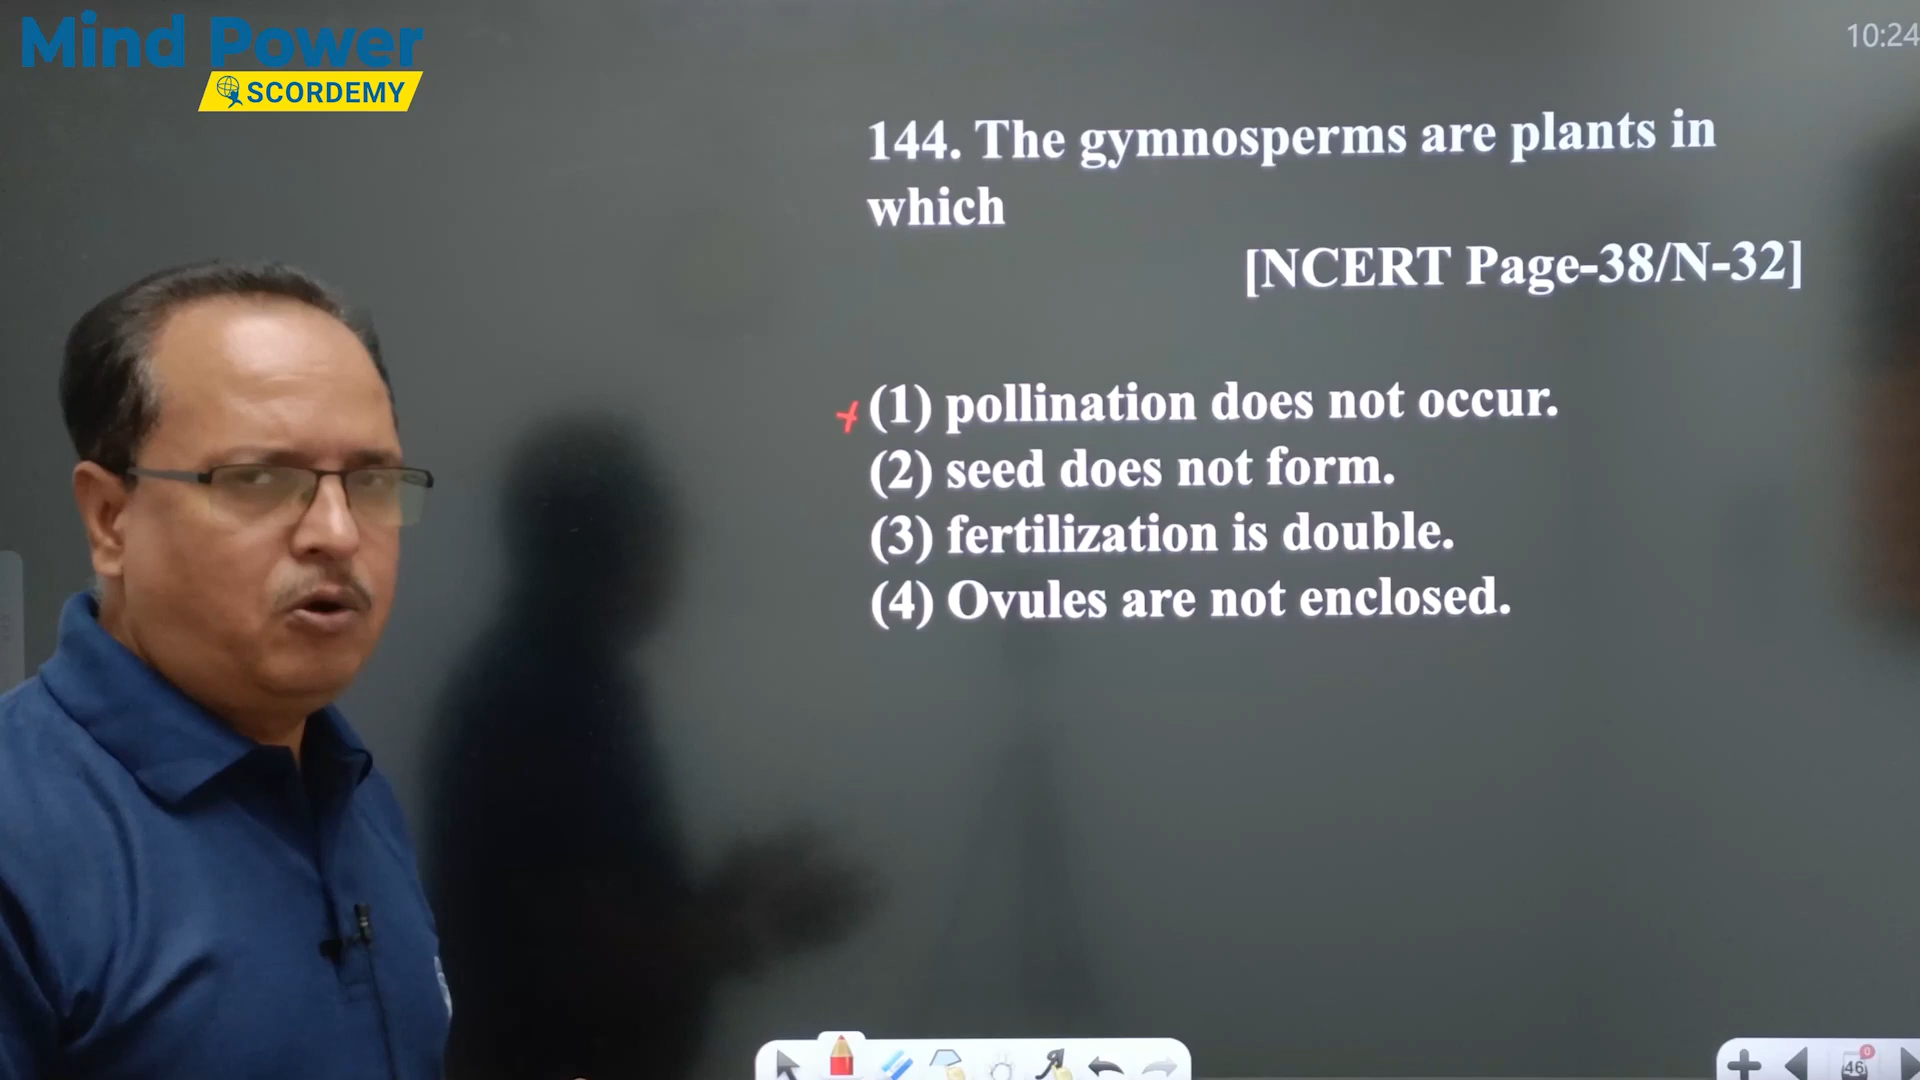 Mind Power
SCORDEMY
10:24
144. The gymnosperms are plants in
which
[NCERT Page-38/N-32]
(1) pollination does not occur.
(2) seed does not form.
(3) fertilization is double.
(4) Ovules are not enclosed.
46
0